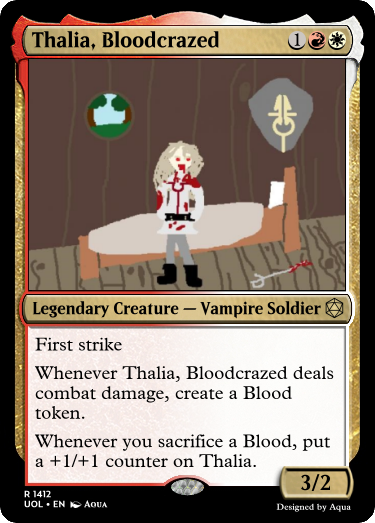 Thalia, Bloodcrazed 1
Legendary Creature — Vampire Soldier
First strike
Whenever Thalia, Bloodcrazed deals
combat damage, create a Blood
token.
Whenever you sacrifice a Blood, put
a +1/+1 counter on Thalia.
3/2
R 1412
UOL • EN Aqua
Designed by Aqua